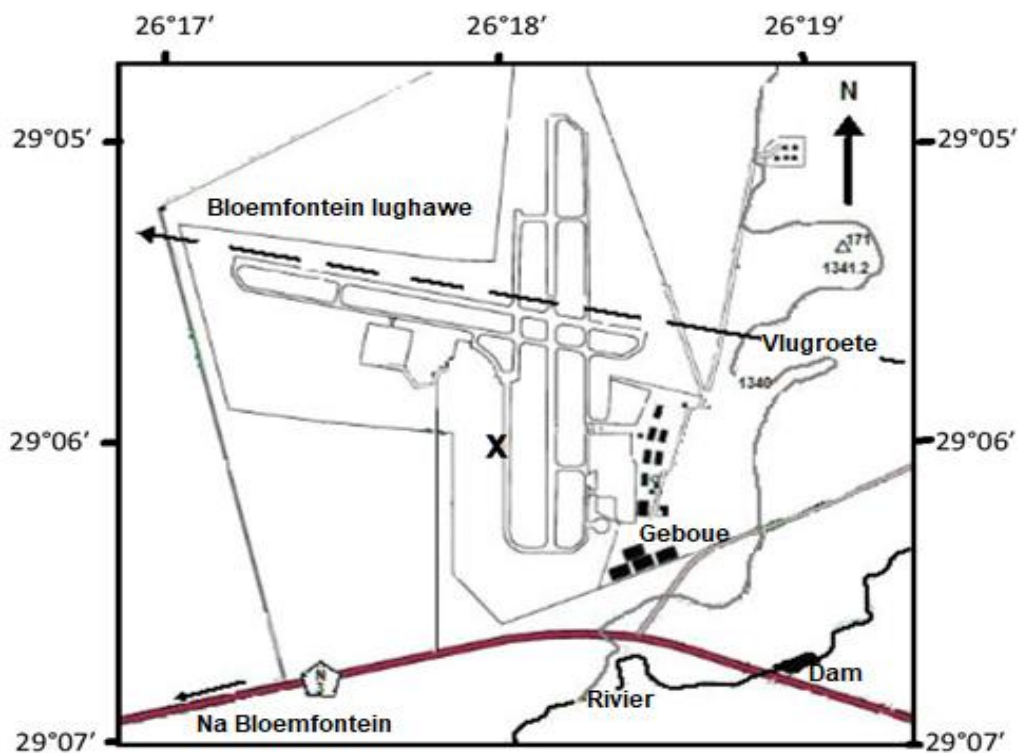 26°17′ 26°18′ 26°19′
29°05′ 29°05′
N
Bloemfontein lughawe
171
1341.2
Vlugroete
1340
29°06′ X 29°06′
Geboue
Dam
N
Rivier
Na Bloemfontein
29°07′ 29°07′